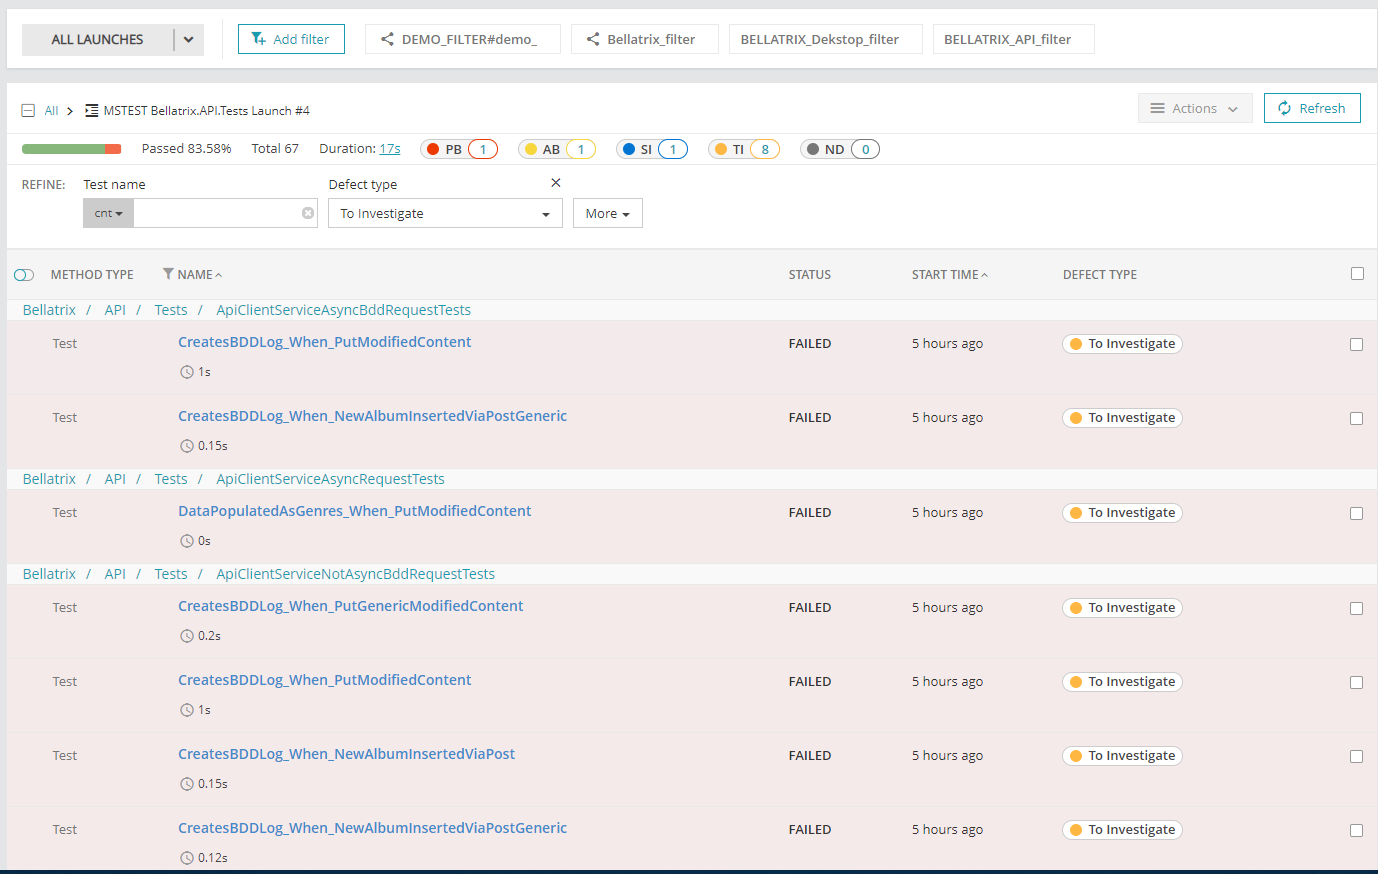 ALL LAUNCHES Add filter DEMO_FILTER#demo_ Bellatrix_filter BELLATRIX_Dekstop_filter BELLATRIX_API_filter
All > MSTEST Bellatrix.API.Tests Launch #4 Actions Refresh
Passed 83.58% Total 67 Duration: 17s PB 1 AB 1 SI 1 TI 8 ND 0
REFINE: Test name Defect type
cnt To Investigate More
METHOD TYPE NAME STATUS START TIME DEFECT TYPE
Bellatrix / API / Tests / ApiClientServiceAsyncBddRequestTests
Test CreatesBDDLog_When_PutModifiedContent FAILED 5 hours ago To Investigate
1s
Test CreatesBDDLog_When_NewAlbumInsertedViaPostGeneric FAILED 5 hours ago To Investigate
0.15s
Bellatrix / API / Tests / ApiClientServiceAsyncRequestTests
Test DataPopulatedAsGenres_When_PutModifiedContent FAILED 5 hours ago To Investigate
0s
Bellatrix / API / Tests / ApiClientServiceNotAsyncBddRequestTests
Test CreatesBDDLog_When_PutGenericModifiedContent FAILED 5 hours ago To Investigate
0.2s
Test CreatesBDDLog_When_PutModifiedContent FAILED 5 hours ago To Investigate
1s
Test CreatesBDDLog_When_NewAlbumInsertedViaPost FAILED 5 hours ago To Investigate
0.15s
Test CreatesBDDLog_When_NewAlbumInsertedViaPostGeneric FAILED 5 hours ago To Investigate
0.12s